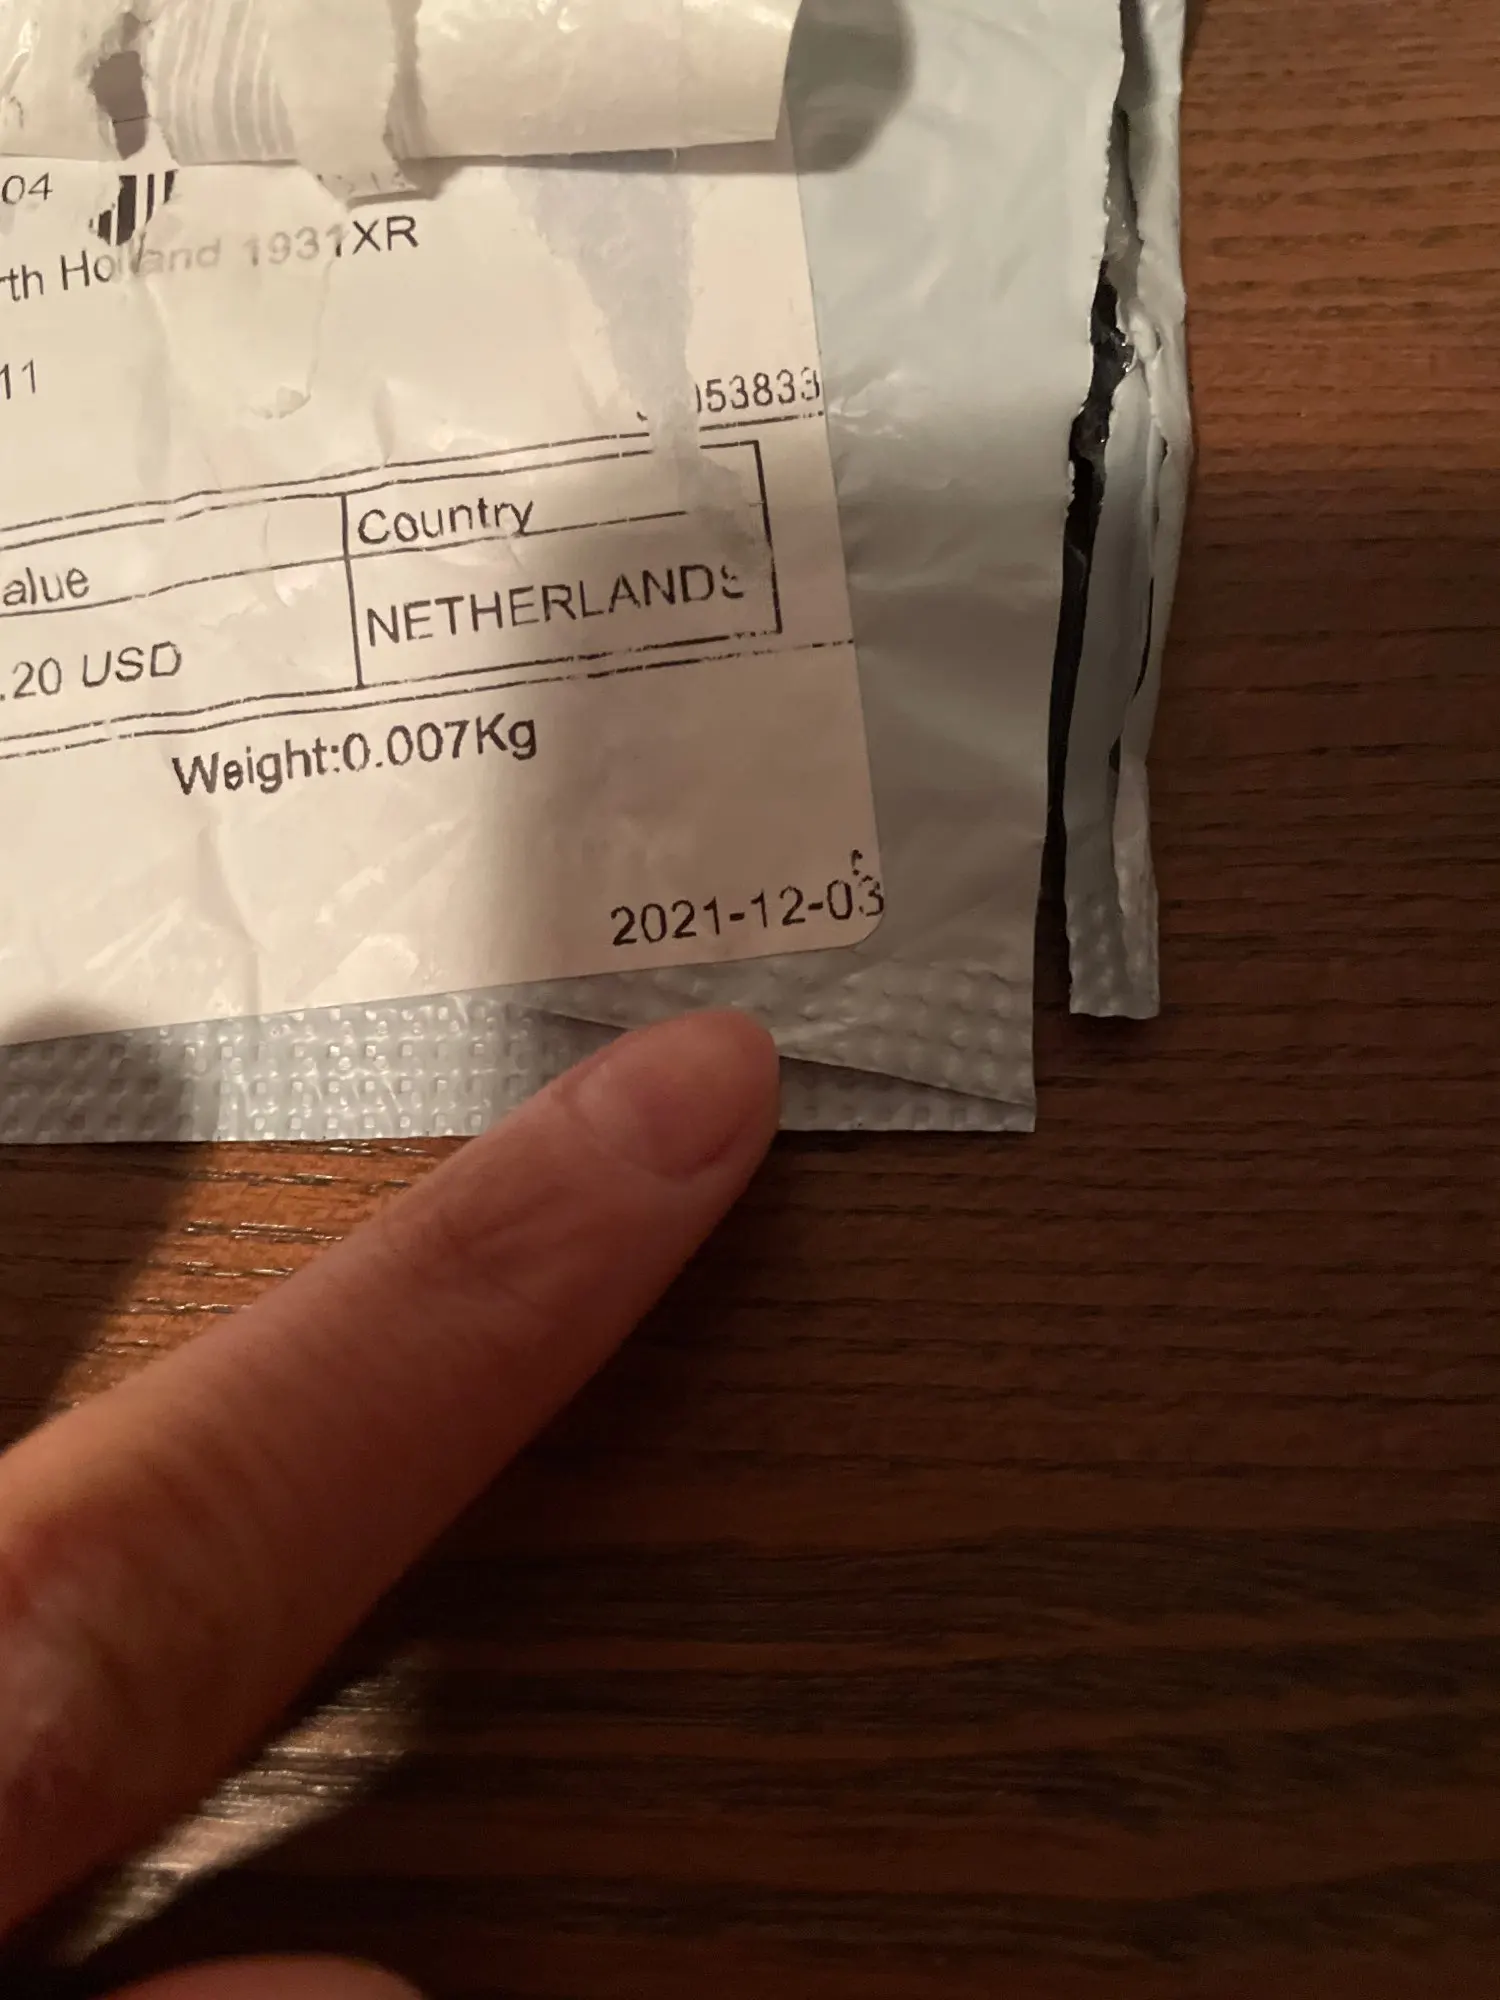 04
rth Holland 1931XR
11
53833
Country
alue
NETHERLANDS
.20 USD
Weight:0.007Kg
2021-12-03